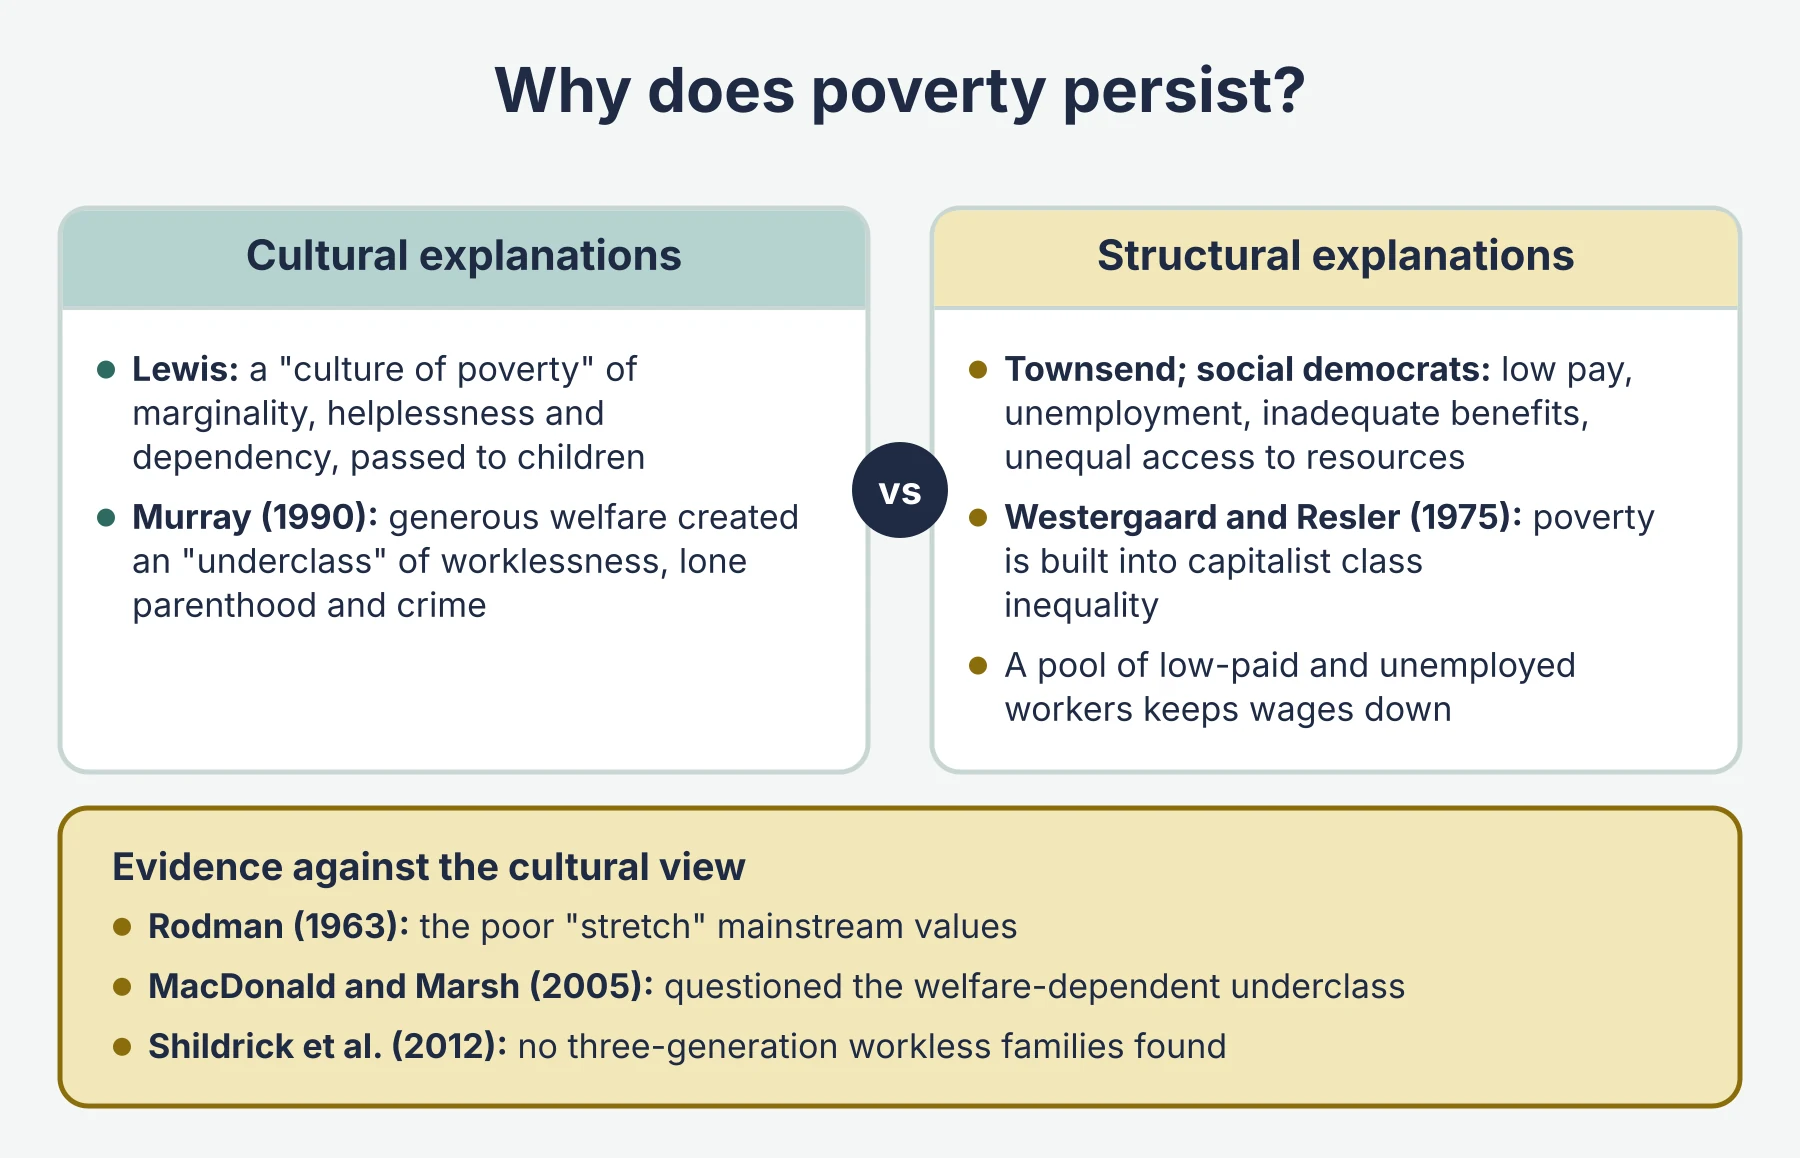 Why does poverty persist?
Cultural explanations
Lewis: a "culture of poverty" of
marginality, helplessness and
dependency, passed to children
Murray (1990): generous welfare created
an "underclass" of worklessness, lone
parenthood and crime
vs
Structural explanations
Townsend; social democrats: low pay,
unemployment, inadequate benefits,
unequal access to resources
Westergaard and Resler (1975): poverty
is built into capitalist class
inequality
A pool of low-paid and unemployed
workers keeps wages down
Evidence against the cultural view
Rodman (1963): the poor "stretch" mainstream values
MacDonald and Marsh (2005): questioned the welfare-dependent underclass
Shildrick et al. (2012): no three-generation workless families found